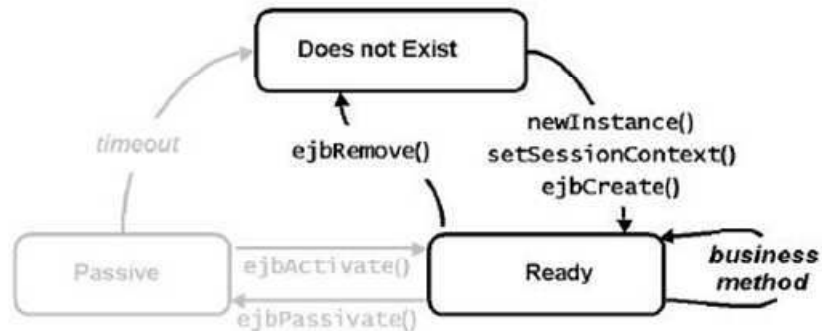 Does not Exist
timeout
ejbRemove()
newInstance()
setSessionContext()
ejbCreate()
Passive
ejbActivate()
ejbPassivate()
Ready
business
method